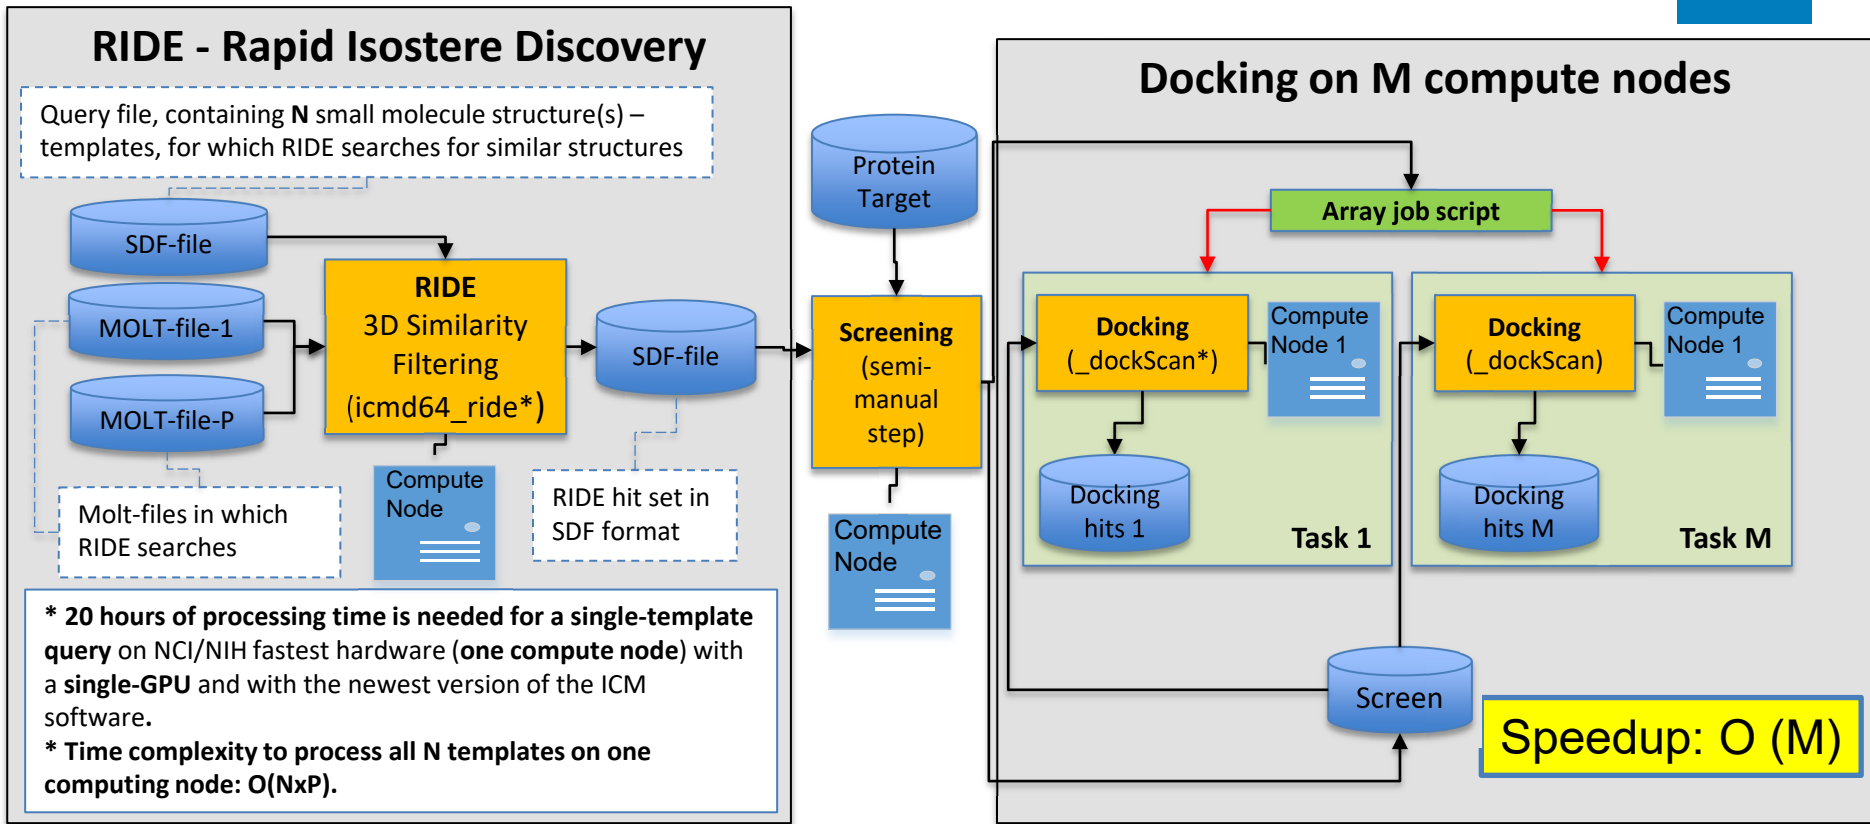 RIDE - Rapid Isostere Discovery
Query file, containing N small molecule structure(s) –
templates, for which RIDE searches for similar structures
SDF-file
MOLT-file-1
MOLT-file-P
RIDE
3D Similarity
Filtering
(icmd64_ride*)
SDF-file
Molt-files in which
RIDE searches
Compute
Node
RIDE hit set in
SDF format
* 20 hours of processing time is needed for a single-template
query on NCI/NIH fastest hardware (one compute node) with
a single-GPU and with the newest version of the ICM
software.
* Time complexity to process all N templates on one
computing node: O(NxP).
Protein
Target
Screening
(semi-
manual
step)
Compute
Node
Docking on M compute nodes
Array job script
Docking
(_dockScan*)
Compute
Node 1
Docking
hits 1
Task 1
Docking
(_dockScan)
Compute
Node 1
Docking
hits M
Task M
Screen
Speedup: O (M)